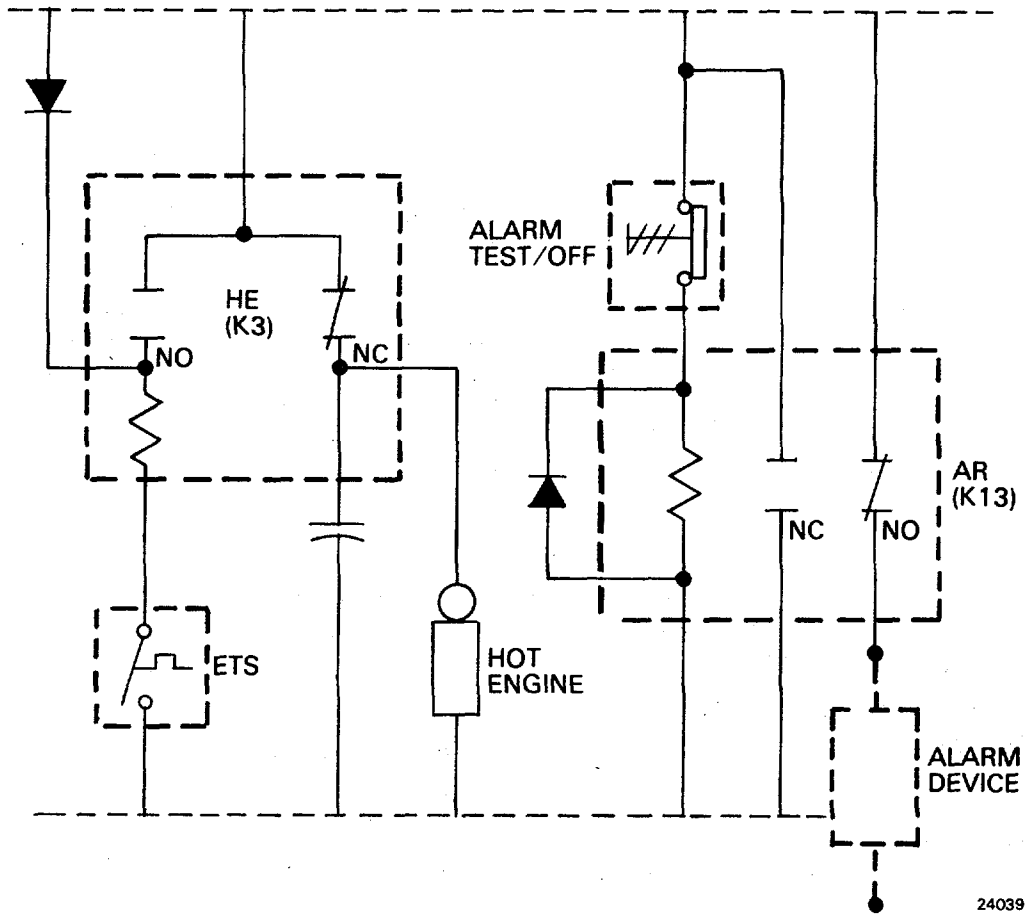 ALARM
TEST/OFF
HE
(K3)
NO
NC
AR
(K13)
NC
NO
ETS
HOT
ENGINE
ALARM
DEVICE
24039